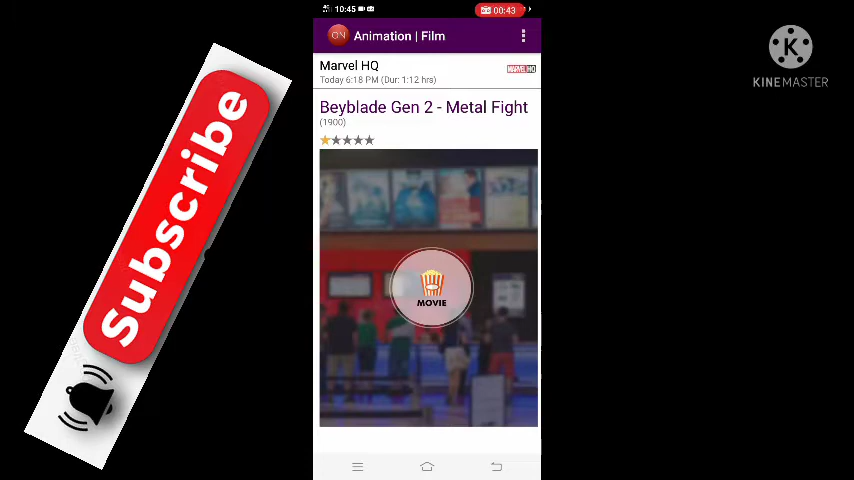 10:45
00:43
ON Animation | Film
Marvel HQ
MARVEL HQ
Today 6:18 PM (Dur: 1:12 hrs)
Beyblade Gen 2 - Metal Fight
(1900)
MOVIE
Subscribe
K
KINEMASTER